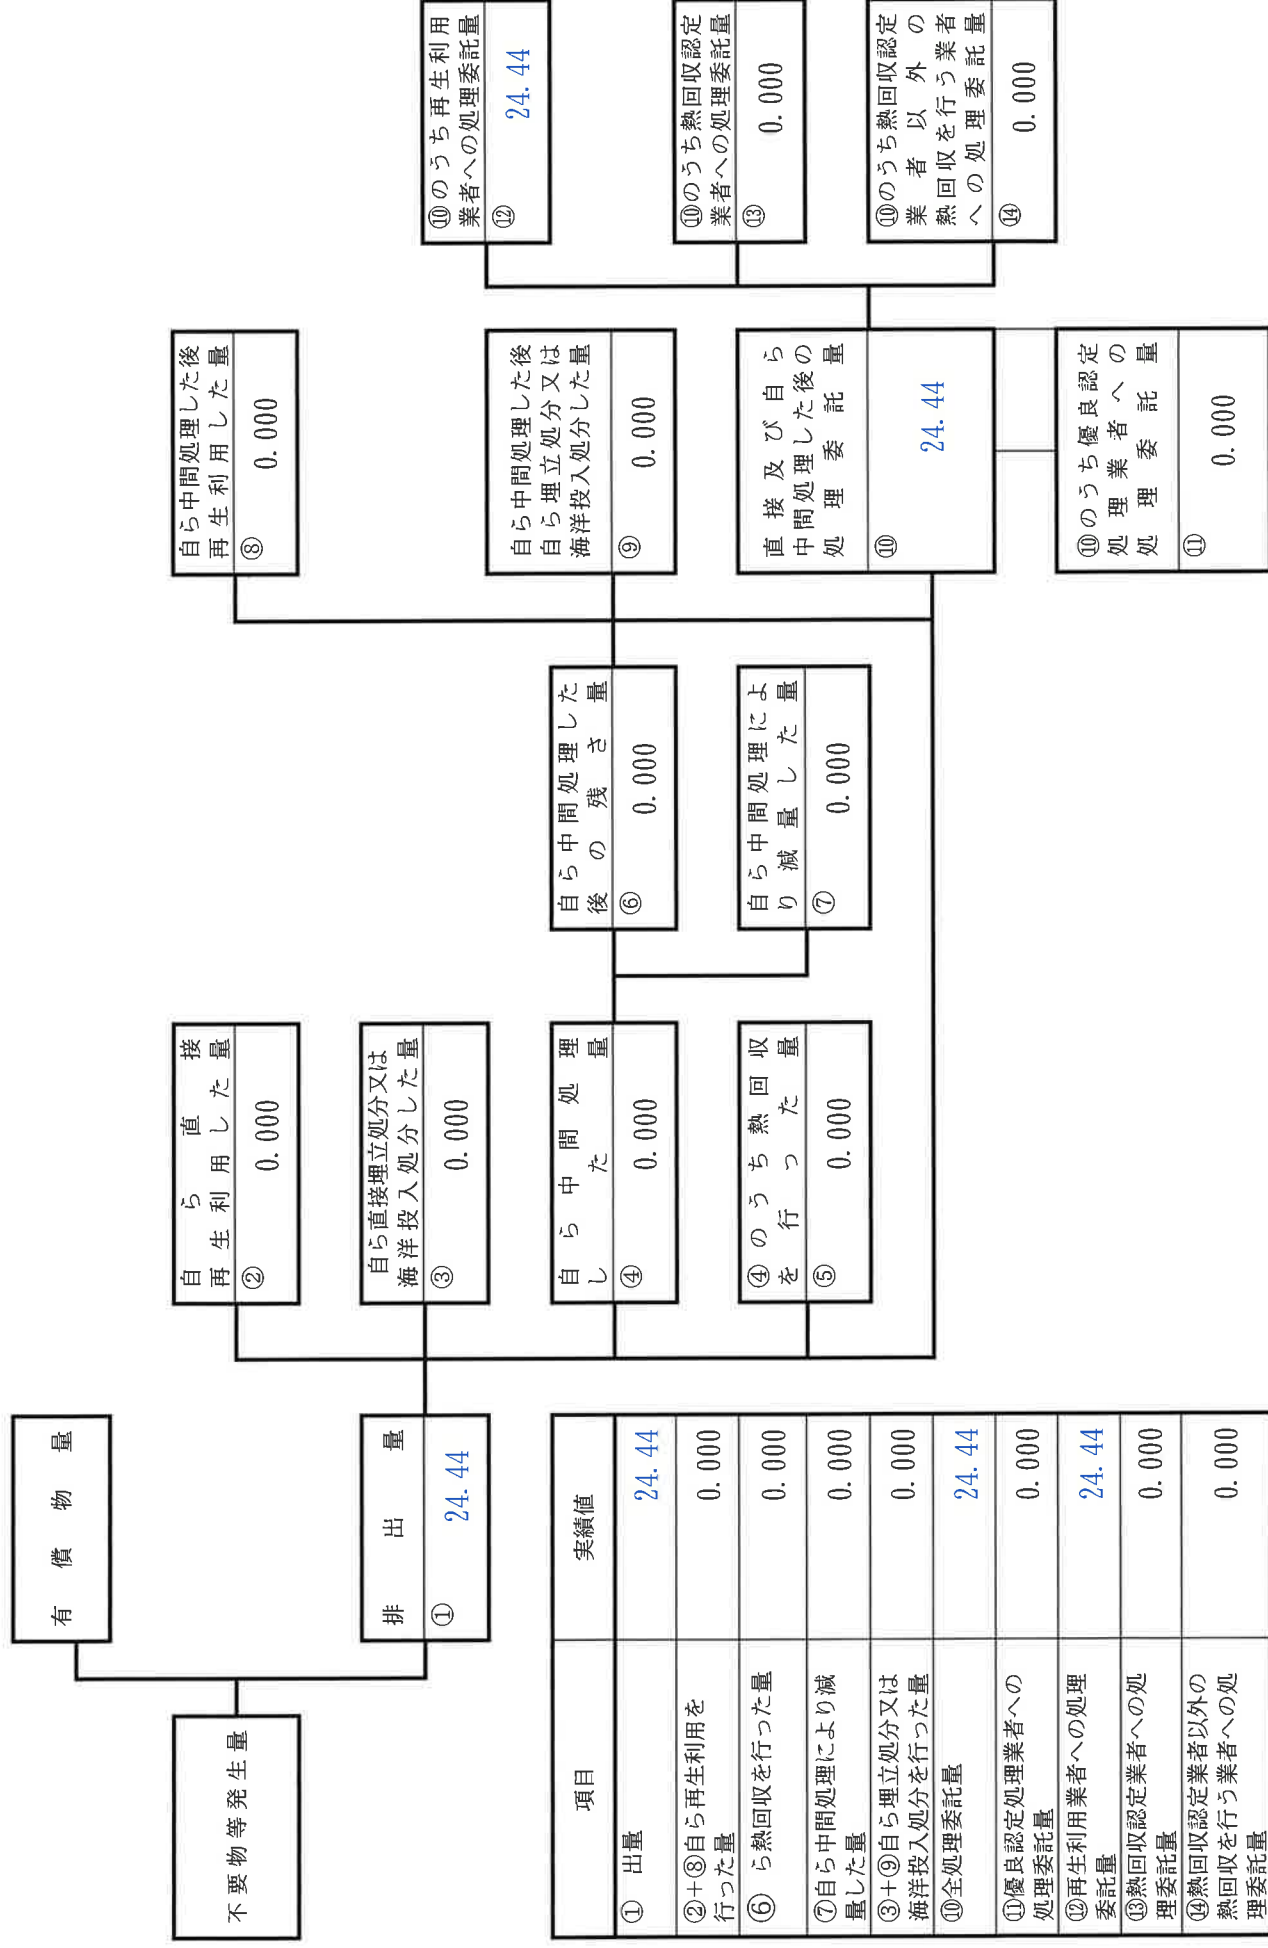 有償物量
不要物等発生量
排出量
① 24.44
自ら直接
再生利用した量
② 0.000
自ら直接埋立処分又は
海洋投入処分した量
③ 0.000
自ら中間処理
した量
④ 0.000
④のうち熱回収
を行った量
⑤ 0.000
自ら中間処理した
後の残さ量
⑥ 0.000
自ら中間処理によ
り減量した量
⑦ 0.000
自ら中間処理した後
再生利用した量
⑧ 0.000
自ら中間処理した後
自ら埋立処分又は
海洋投入処分した量
⑨ 0.000
直接及び自ら
中間処理した後の
処理委託量
⑩ 24.44
⑩のうち優良認定
処理業者への
処理委託量
⑪ 0.000
⑩のうち再生利用
業者への処理委託量
⑫ 24.44
⑩のうち熱回収認定
業者への処理委託量
⑬ 0.000
⑩のうち熱回収認定
業者以外の
熱回収を行う業者
への処理委託量
⑭ 0.000
項目 実績値
① 出量 24.44
②+⑧自ら再生利用を
行った量 0.000
⑥ ら熱回収を行った量 0.000
⑦自ら中間処理により減
量した量 0.000
③+⑨自ら埋立処分又は
海洋投入処分を行った量 0.000
⑩全処理委託量 24.44
⑪優良認定処理業者への
処理委託量 0.000
⑫再生利用業者への処理
委託量 24.44
⑬熱回収認定業者への処
理委託量 0.000
⑭熱回収認定業者以外の
熱回収を行う業者への処
理委託量 0.000